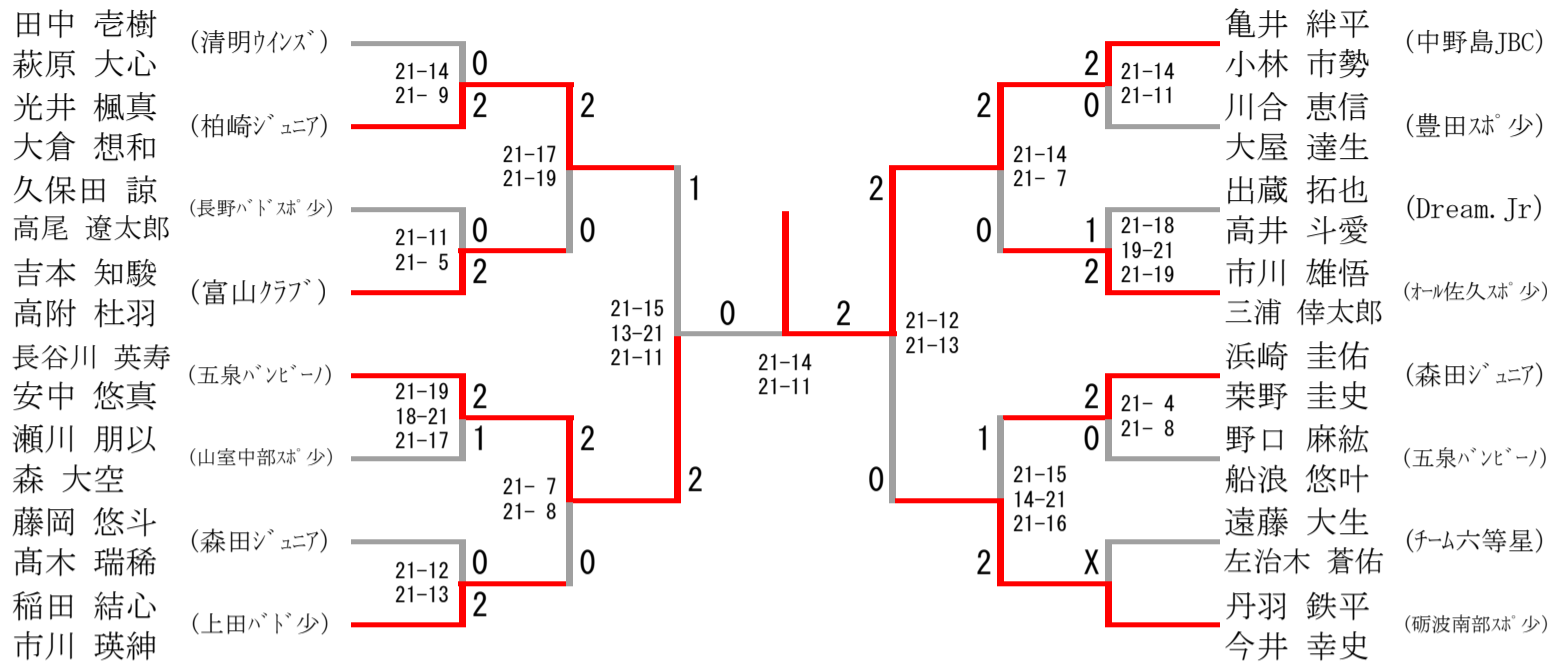 田中 壱樹
(清明ｳｲﾝｽﾞ)
萩原 大心
0
21-14
21- 9
光井 楓真
(柏崎ｼﾞｭﾆｱ)
大倉 想和
2
2
21-17
21-19
久保田 諒
(長野ﾊﾞﾄﾞｽﾎﾟ少)
高尾 遼太郎
0
21-11
21- 5
0
吉本 知駿
(富山ｸﾗﾌﾞ)
高附 杜羽
2
1
21-15
13-21
21-11
長谷川 英寿
(五泉ﾊﾞﾝﾋﾞｰﾉ)
安中 悠真
2
21-19
18-21
21-17
瀬川 朋以
(山室中部ｽﾎﾟ少)
森 大空
1
2
21- 7
21- 8
2
藤岡 悠斗
(森田ｼﾞｭﾆｱ)
髙木 瑞稀
0
21-12
21-13
0
稲田 結心
(上田ﾊﾞﾄﾞ少)
市川 瑛紳
2
0
2
21-14
21-11
亀井 絆平
(中野島JBC)
小林 市勢
2
21-14
21-11
川合 恵信
(豊田ｽﾎﾟ少)
大屋 達生
0
2
21-14
21- 7
出蔵 拓也
(Dream.Jr)
高井 斗愛
1
21-18
19-21
21-19
0
市川 雄悟
(ｵｰﾙ佐久ｽﾎﾟ少)
三浦 倖太郎
2
2
21-12
21-13
浜崎 圭佑
(森田ｼﾞｭﾆｱ)
桒野 圭史
2
21- 4
21- 8
野口 麻紘
(五泉ﾊﾞﾝﾋﾞｰﾉ)
船浪 悠叶
0
1
21-15
14-21
21-16
0
遠藤 大生
(ﾁｰﾑ六等星)
左治木 蒼佑
X
2
丹羽 鉄平
(砺波南部ｽﾎﾟ少)
今井 幸史